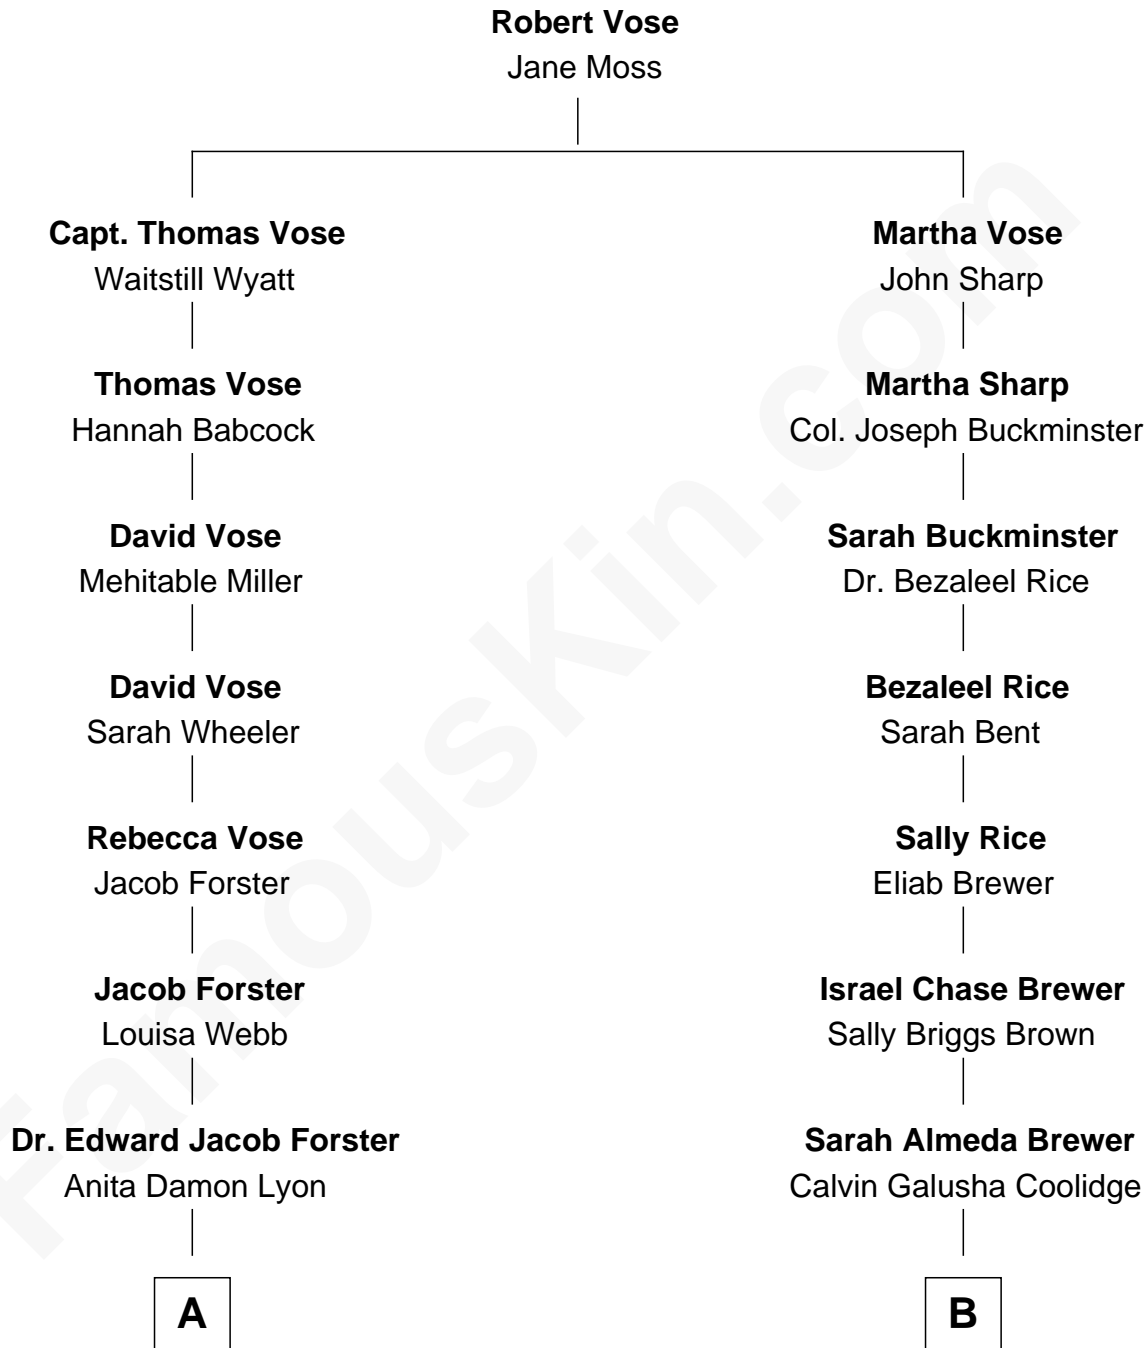 Robert Vose
Jane Moss
Capt. Thomas Vose
Waitstill Wyatt
Thomas Vose
Hannah Babcock
David Vose
Mehitable Miller
David Vose
Sarah Wheeler
Rebecca Vose
Jacob Forster
Jacob Forster
Louisa Webb
Dr. Edward Jacob Forster
Anita Damon Lyon
A
Martha Vose
John Sharp
Martha Sharp
Col. Joseph Buckminster
Sarah Buckminster
Dr. Bezaleel Rice
Bezaleel Rice
Sarah Bent
Sally Rice
Eliab Brewer
Israel Chase Brewer
Sally Briggs Brown
Sarah Almeda Brewer
Calvin Galusha Coolidge
B
FamousKin.com